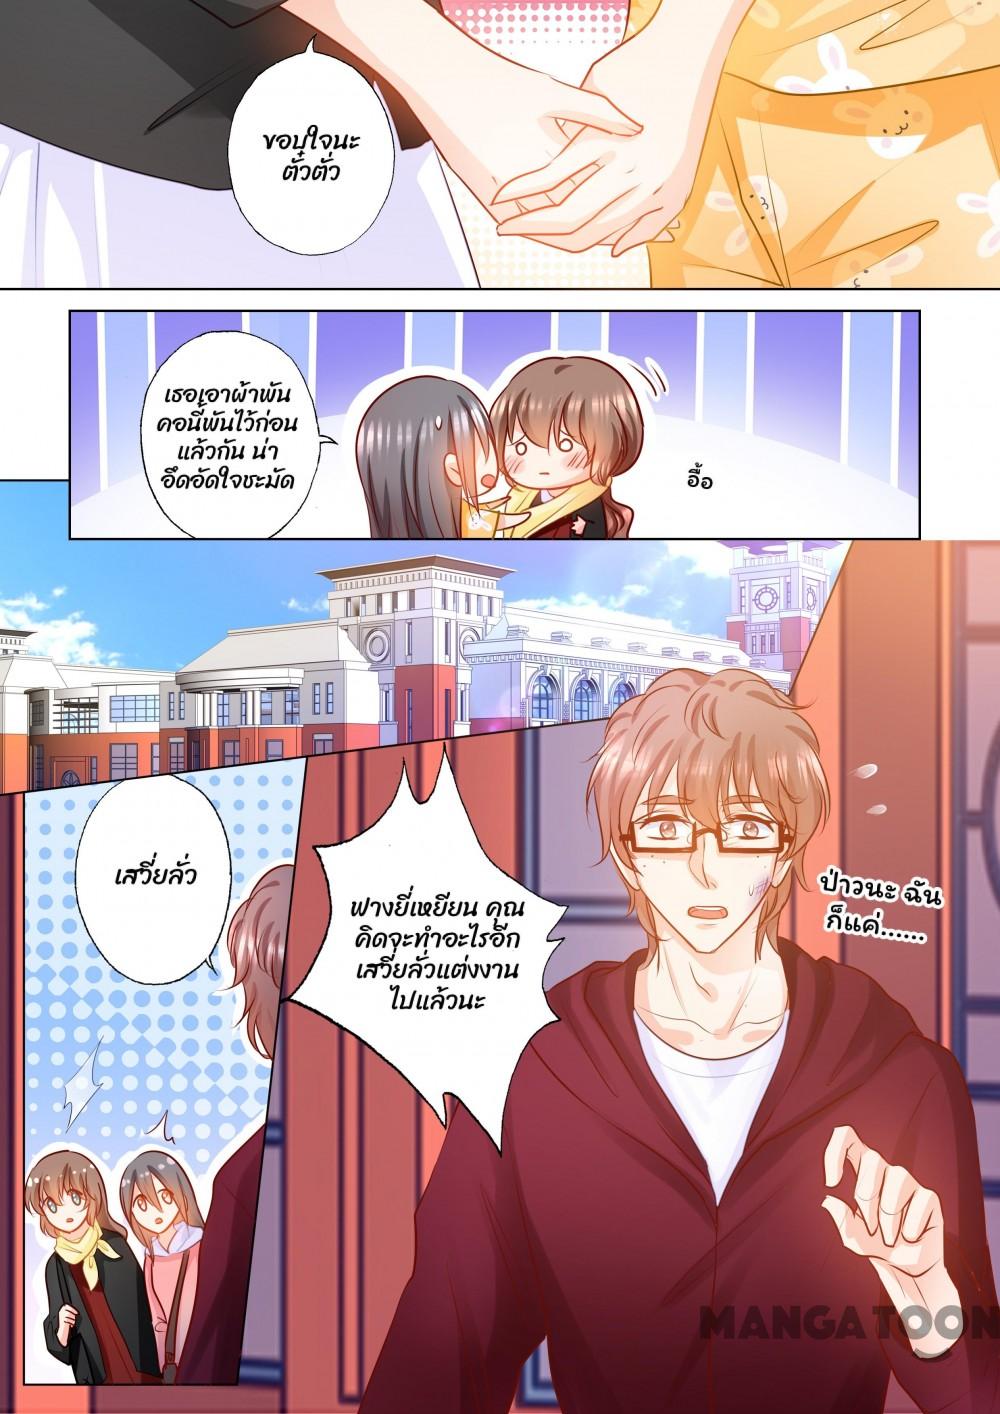 ขอบใจนะ
ตั่วตั่ว
เธอเอาผ้าพัน
คอนี้พันไว้ก่อน
แล้วกัน น่า
อึดอัดใจชะมัด
อื้อ
เสวี่ยลั่ว
ฟางยี่เหยียน คุณ
คิดจะทำอะไรอีก
เสวี่ยลั่วแต่งงาน
ไปแล้วนะ
ป่าวนะ ฉัน
ก็แค่......
MANGATOON